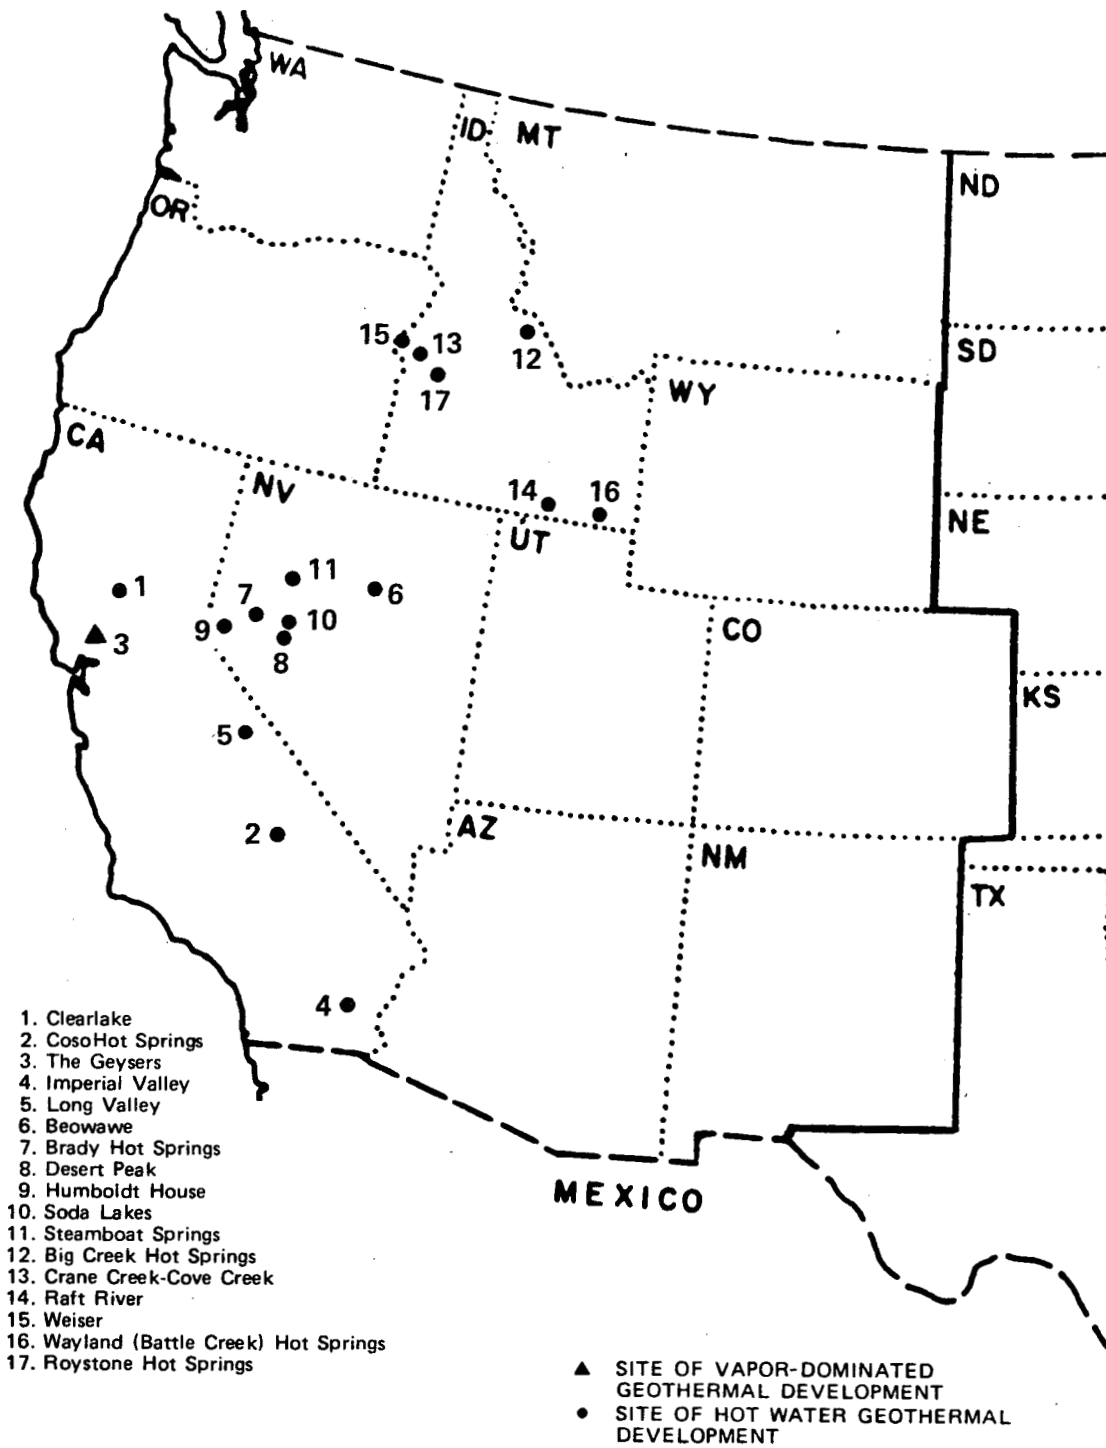 WA
ID
MT
ND
OR
SD
15
13
12
17
WY
CA
NV
14
16
NE
UT
11
1
7
6
10
9
CO
3
8
KS
5
2
AZ
NM
TX
4
MEXICO
1. Clearlake
2. CosoHot Springs
3. The Geysers
4. Imperial Valley
5. Long Valley
6. Beowawe
7. Brady Hot Springs
8. Desert Peak
9. Humboldt House
10. Soda Lakes
11. Steamboat Springs
12. Big Creek Hot Springs
13. Crane Creek-Cove Creek
14. Raft River
15. Weiser
16. Wayland (Battle Creek) Hot Springs
17. Roystone Hot Springs
▲ SITE OF VAPOR-DOMINATED
GEOTHERMAL DEVELOPMENT
● SITE OF HOT WATER GEOTHERMAL
DEVELOPMENT